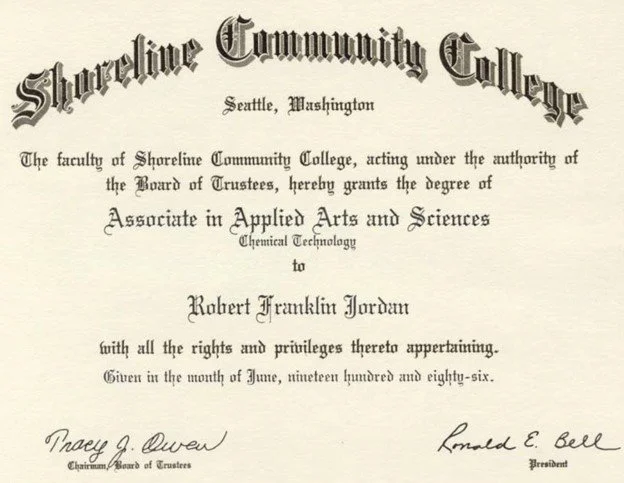 Shoreline Community College
Seattle, Washington
The faculty of Shoreline Community College, acting under the authority of
the Board of Trustees, hereby grants the degree of
Associate in Applied Arts and Sciences
Chemical Technology
to
Robert Franklin Jordan
with all the rights and privileges thereto appertaining.
Given in the month of June, nineteen hundred and eighty-six.
Tracy J. Owen
Chairman, Board of Trustees
Ronald E. Bell
President